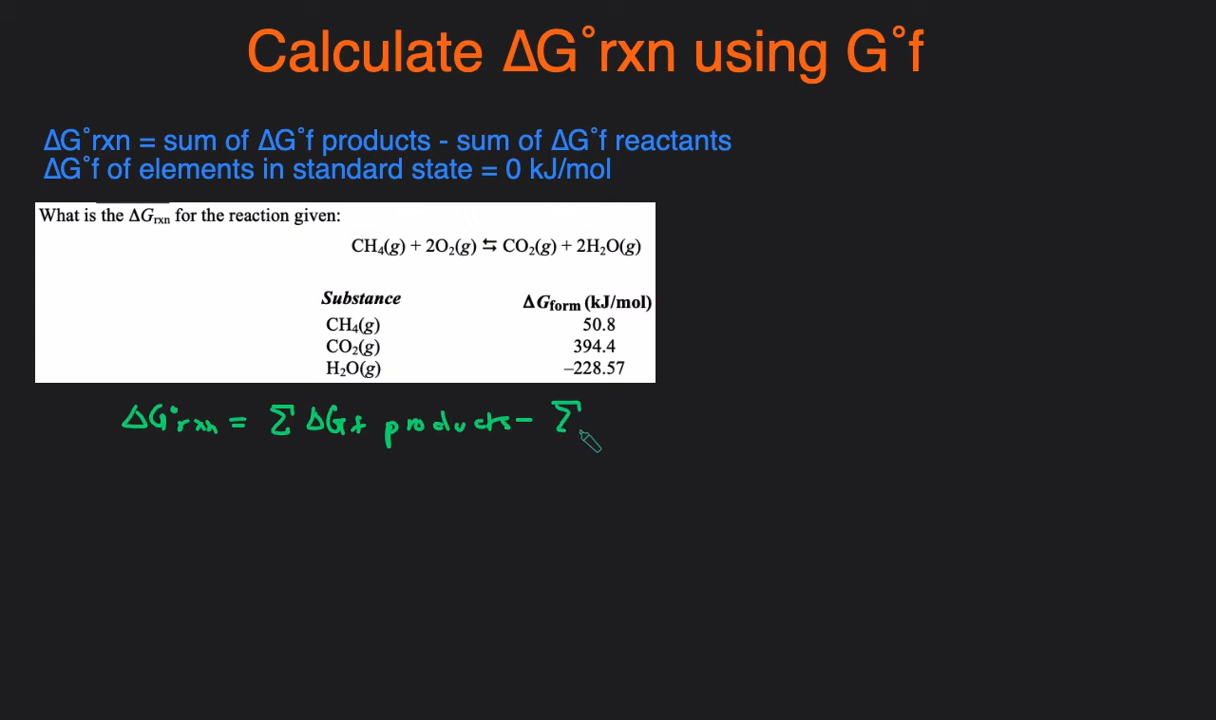 Calculate ΔG˚rxn using G˚f
ΔG˚rxn = sum of ΔG˚f products - sum of ΔG˚f reactants
ΔG˚f of elements in standard state = 0 kJ/mol
What is the ΔGrxn for the reaction given:
CH₄(g) + 2O₂(g) ⇆ CO₂(g) + 2H₂O(g)
Substance ΔGform (kJ/mol)
CH₄(g) 50.8
CO₂(g) 394.4
H₂O(g) –228.57
ΔG°rxn = Σ ΔGf products - Σ